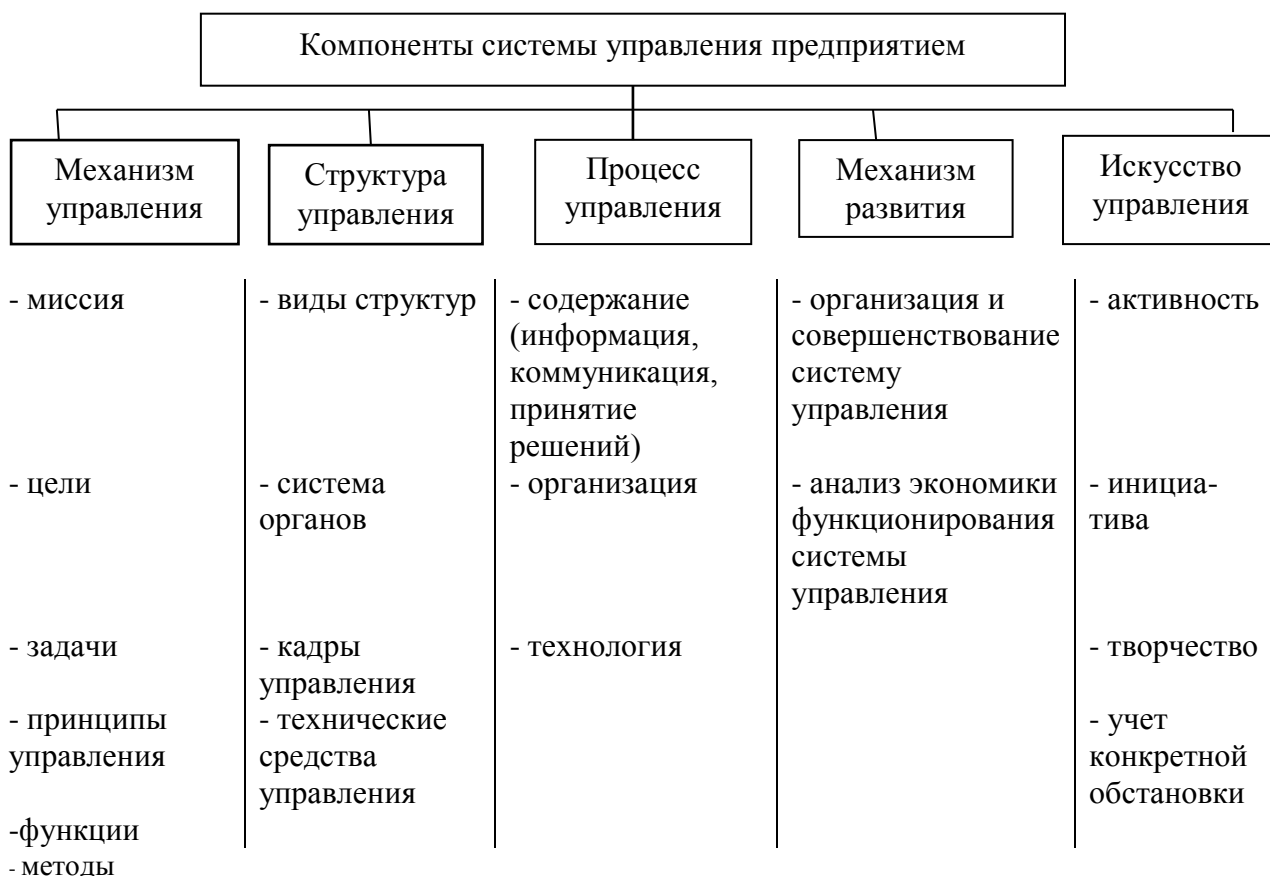 Компоненты системы управления предприятием
Механизм
управления
Структура
управления
Процесс
управления
Механизм
развития
Искусство
управления
- миссия
- цели
- задачи
- принципы
управления
-функции
- методы
- виды структур
- система
органов
- кадры
управления
- технические
средства
управления
- содержание
(информация,
коммуникация,
принятие
решений)
- организация
- технология
- организация и
совершенствование
систему
управления
- анализ экономики
функционирования
системы
управления
- активность
- инициа-
тива
- творчество
- учет
конкретной
обстановки